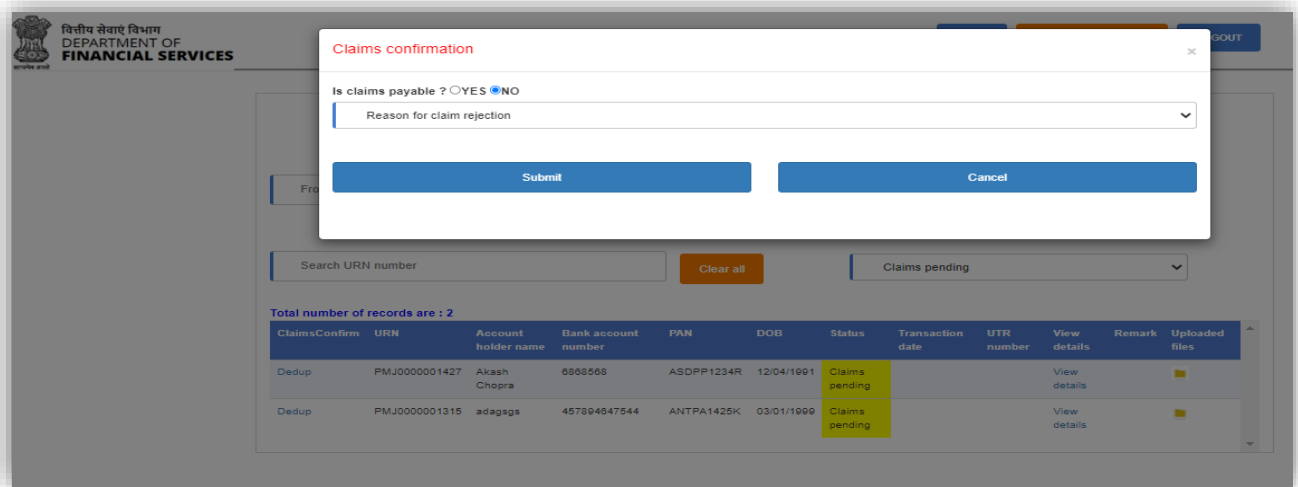 वित्तीय सेवाएं विभाग
DEPARTMENT OF
FINANCIAL SERVICES
GOUT
Claims confirmation
×
Is claims payable ? YES NO
Reason for claim rejection
Submit Cancel
Fro
Search URN number Clear all Claims pending
Total number of records are : 2
ClaimsConfirm URN Account holder name Bank account number PAN DOB Status Transaction date UTR number View details Remark Uploaded files
Dedup PMJ0000001427 Akash Chopra 6868568 ASDPP1234R 12/04/1991 Claims pending View details
Dedup PMJ0000001315 adagsgs 457894647544 ANTPA1425K 03/01/1999 Claims pending View details